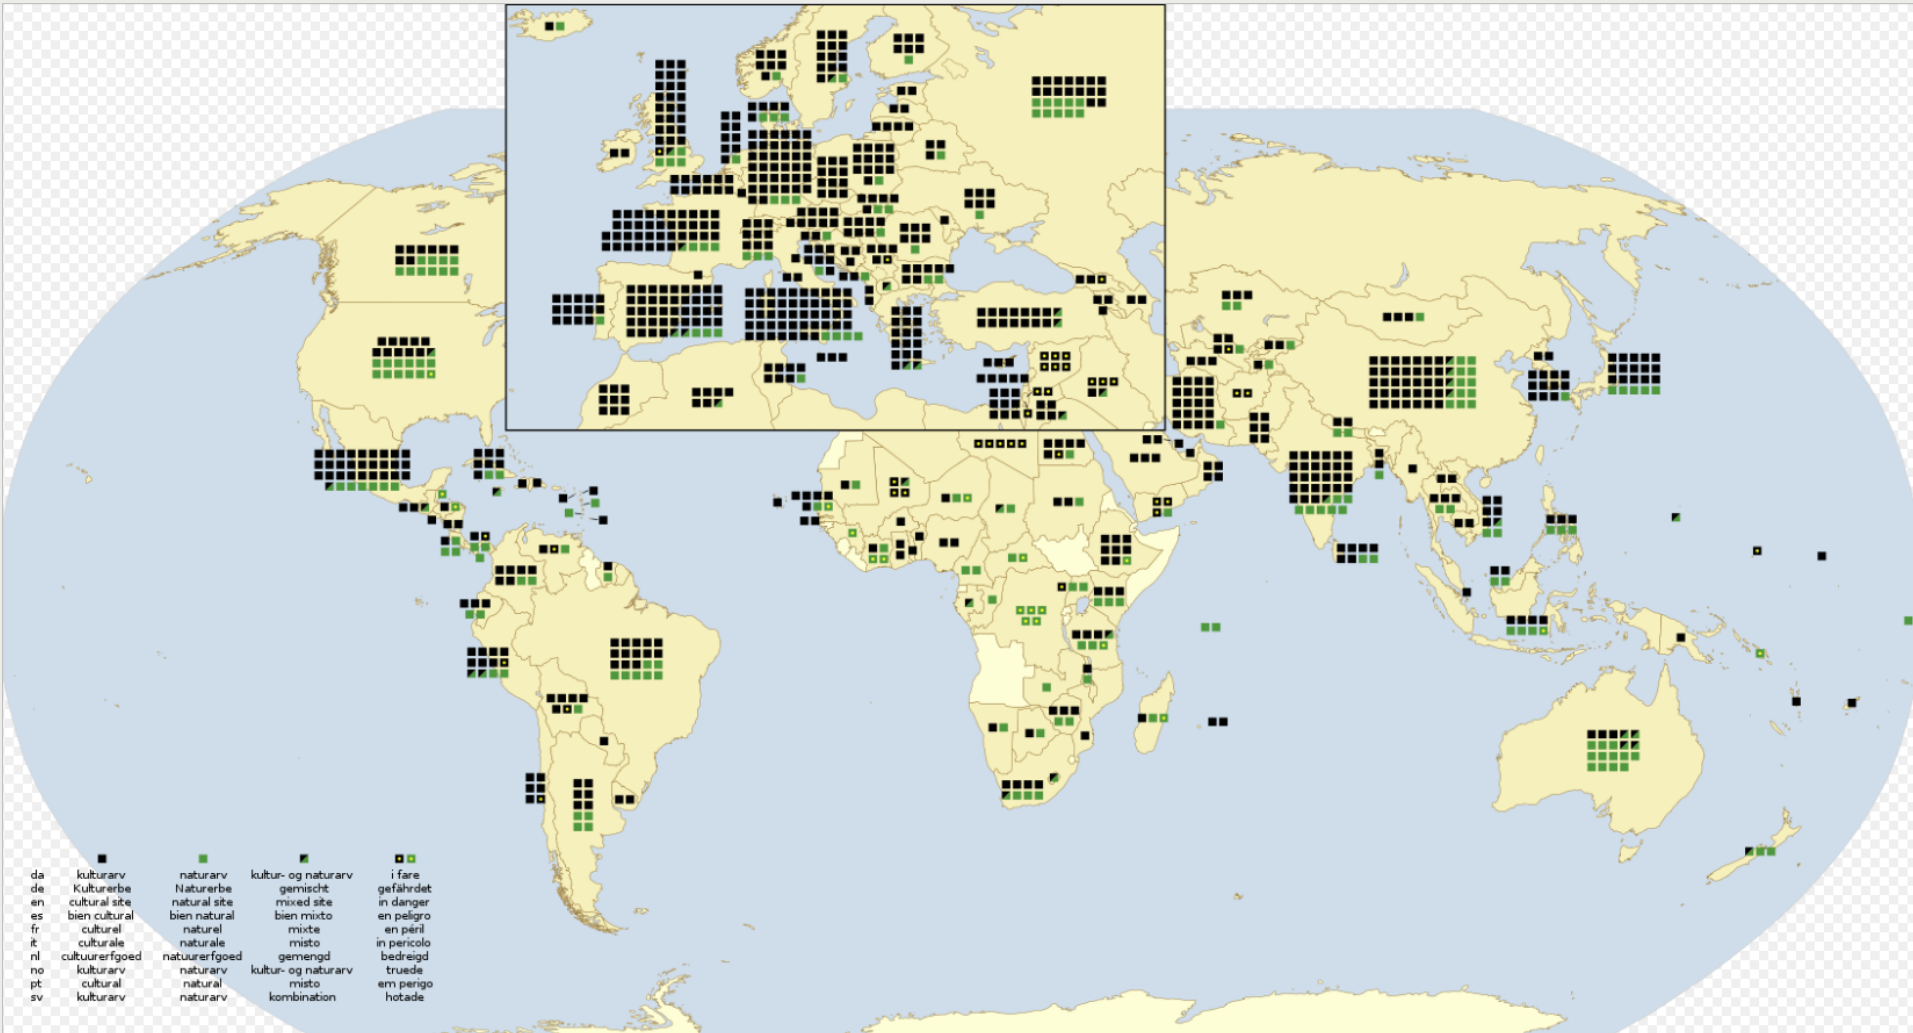 da kulturarv naturarv kultur- og naturarv i fare
de Kulturerbe Naturerbe gemischt gefährdet
en cultural site natural site mixed site in danger
es bien cultural bien natural bien mixto en peligro
fr culturel naturel mixte en péril
it culturale naturale misto in pericolo
nl cultuurerfgoed natuurerfgoed gemengd bedreigd
no kulturarv naturarv kultur- og naturarv truede
pt cultural natural misto em perigo
sv kulturarv naturarv kombination hotade